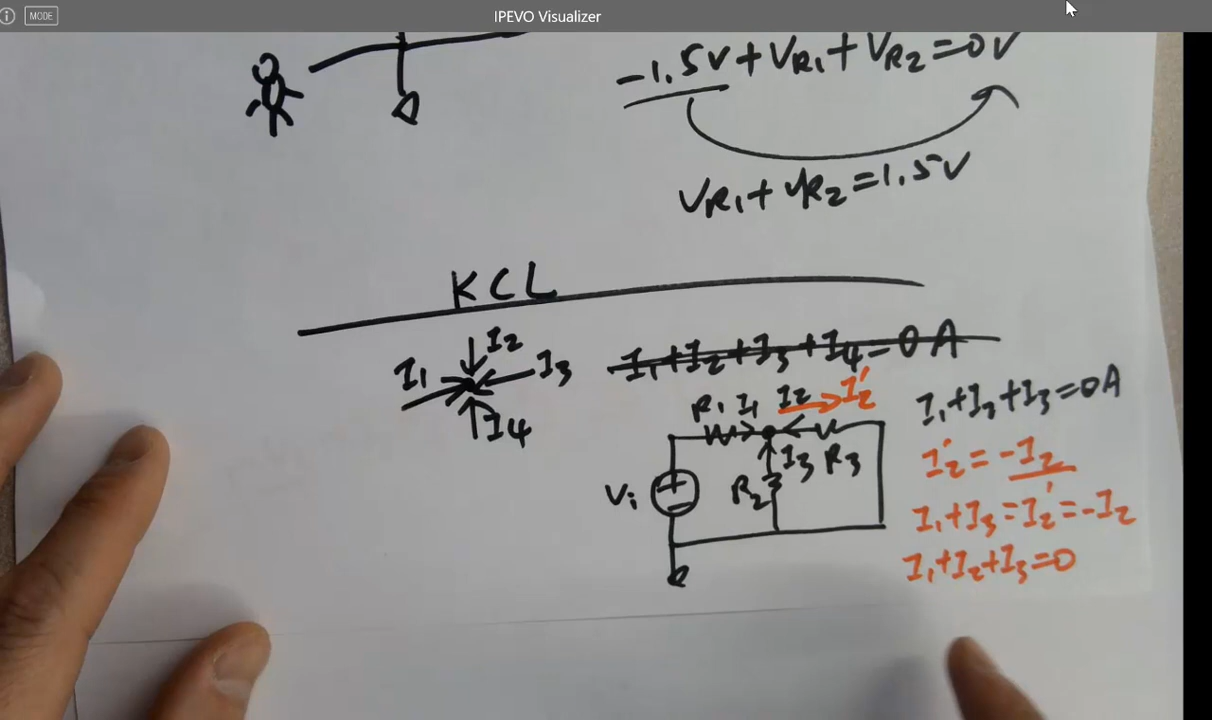 MODE
IPEVO Visualizer
-1.5V+VR1+VR2=0V
VR1+VR2=1.5V
KCL
I1
I2
I3
I4
I1+I2+I3+I4=0A
R1 I1 I2 I2'
I3 R3
Vi
R2
I1+I2+I3=0A
I2'=-I2
I1+I3=I2'=-I2
I1+I2+I3=0